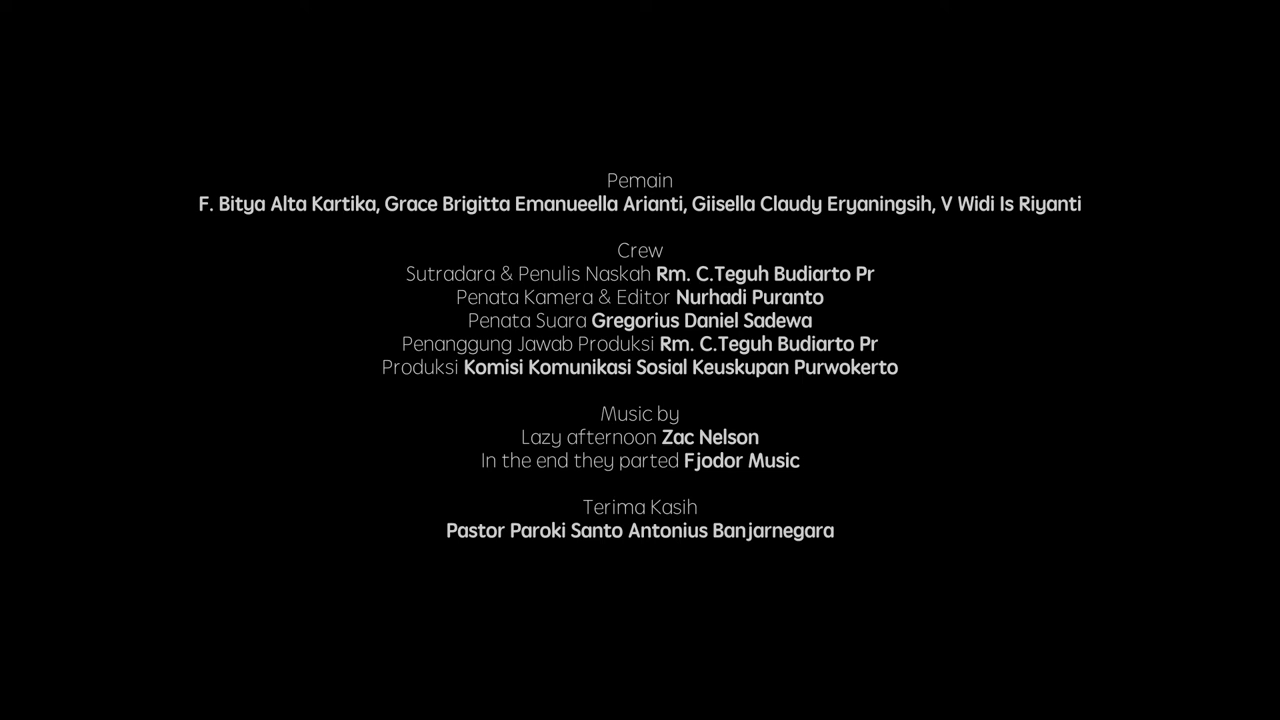 Pemain
F. Bitya Alta Kartika, Grace Brigitta Emanueella Arianti, Giisella Claudy Eryaningsih, V Widi Is Riyanti
Crew
Sutradara & Penulis Naskah Rm. C.Teguh Budiarto Pr
Penata Kamera & Editor Nurhadi Puranto
Penata Suara Gregorius Daniel Sadewa
Penanggung Jawab Produksi Rm. C.Teguh Budiarto Pr
Produksi Komisi Komunikasi Sosial Keuskupan Purwokerto
Music by
Lazy afternoon Zac Nelson
In the end they parted Fjodor Music
Terima Kasih
Pastor Paroki Santo Antonius Banjarnegara